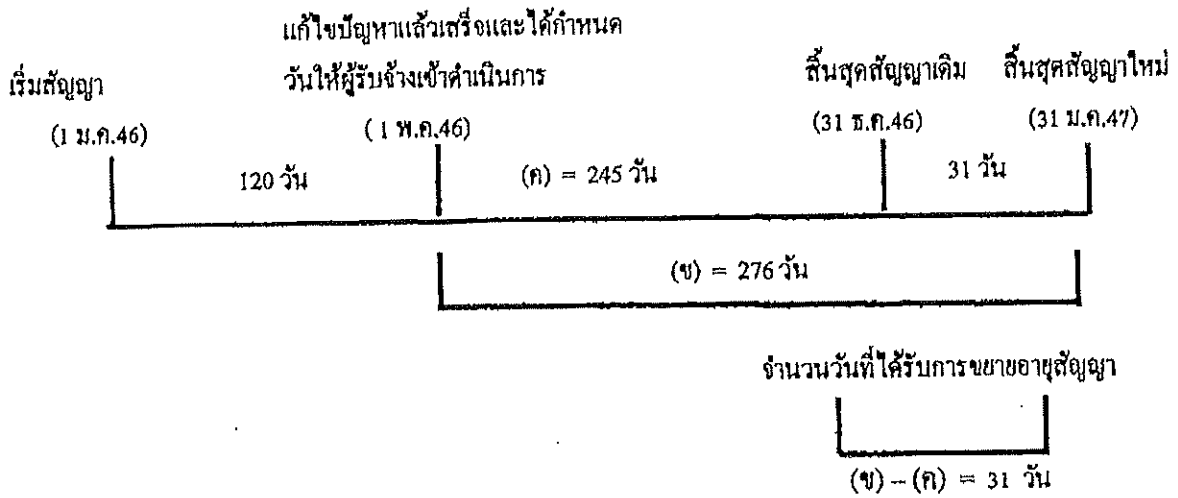 แก้ไขปัญหาแล้วเสร็จและได้กำหนด
เริ่มสัญญา วันให้ผู้รับจ้างเข้าดำเนินการ สิ้นสุดสัญญาเดิม สิ้นสุดสัญญาใหม่
(1 ม.ค.46) (1 พ.ค.46) (31 ธ.ค.46) (31 ม.ค.47)
120 วัน (ค) = 245 วัน 31 วัน
(ข) = 276 วัน
จำนวนวันที่ได้รับการขยายอายุสัญญา
(ข) – (ค) = 31 วัน